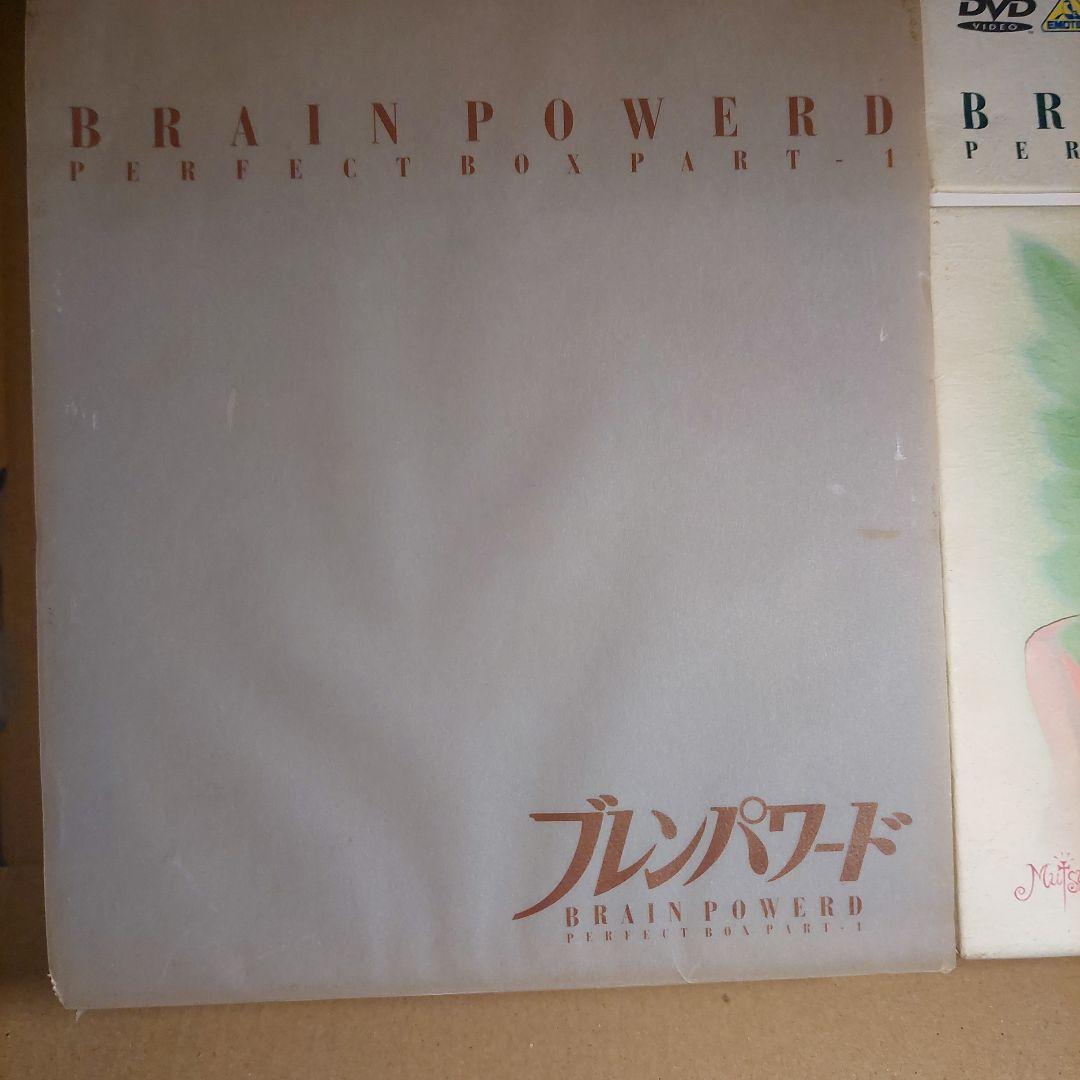 BRAIN POWERD
PERFECT BOX PART-1
ブレンパワード
BRAIN POWERD
PERFECT BOX PART-1
DVD
VIDEO
BR
PER